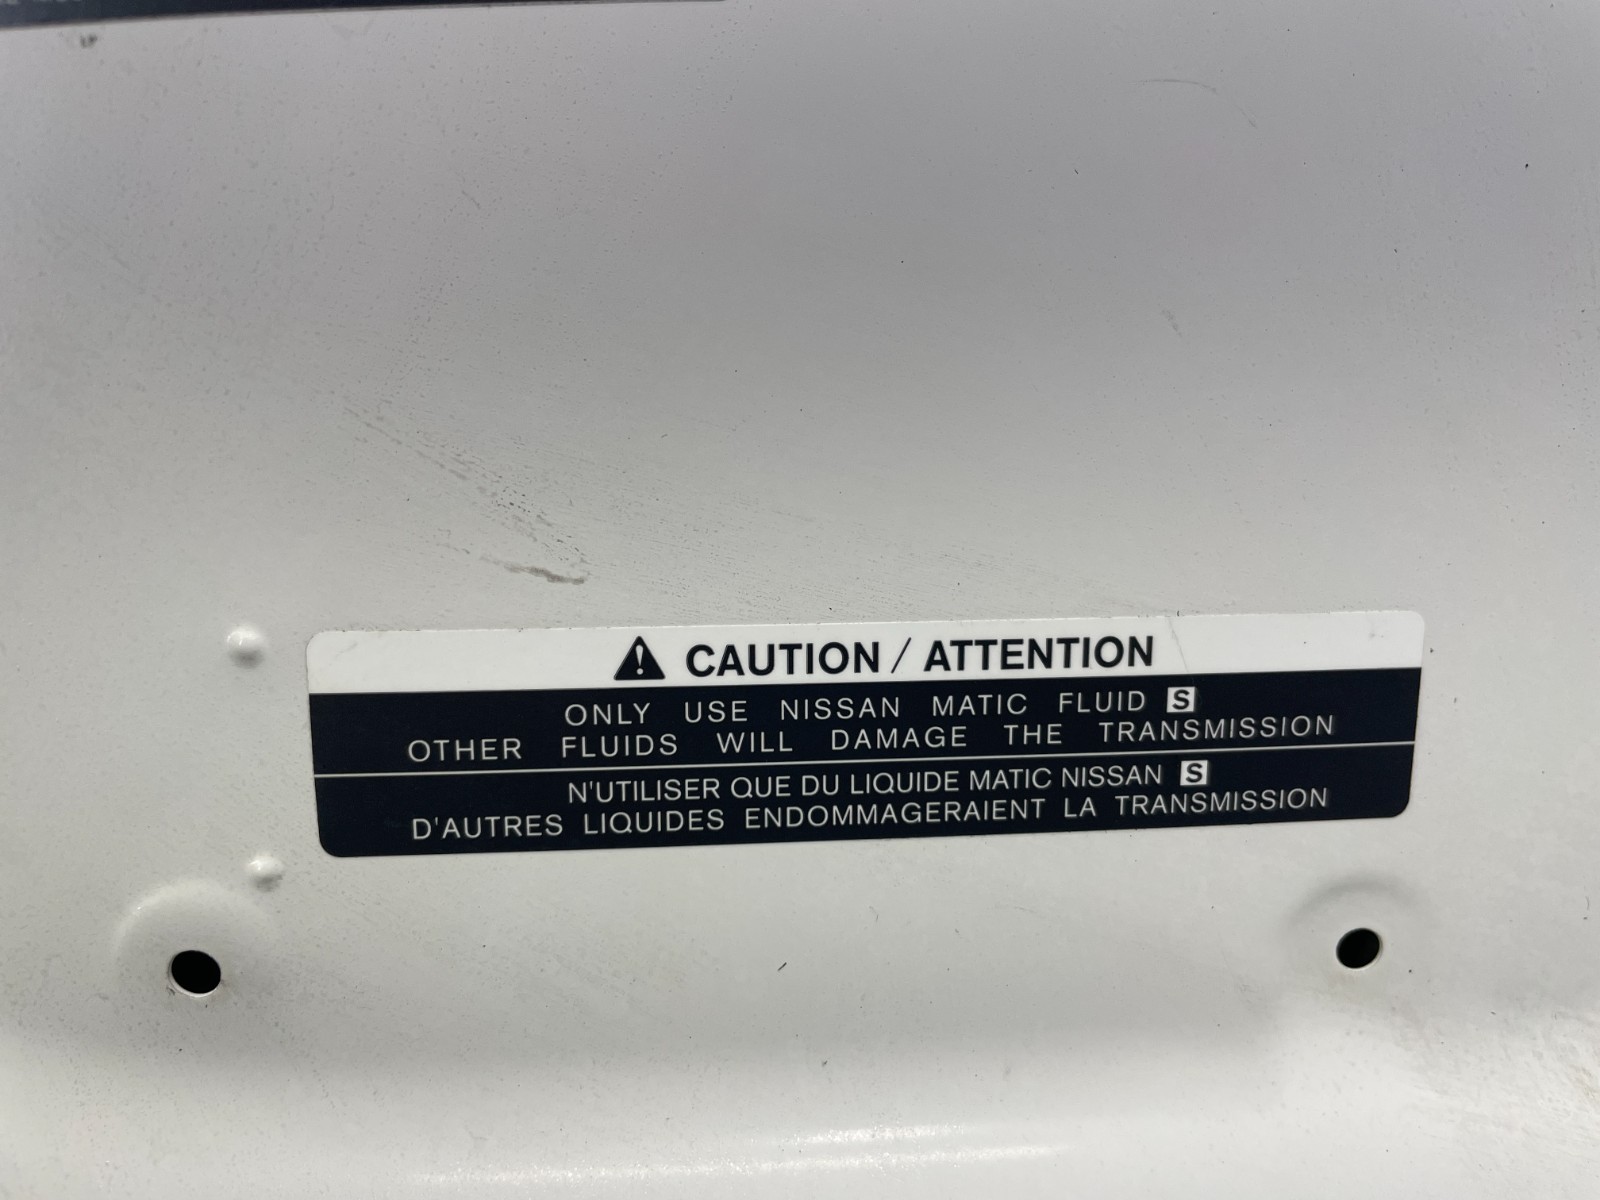 CAUTION / ATTENTION
ONLY USE NISSAN MATIC FLUID S
OTHER FLUIDS WILL DAMAGE THE TRANSMISSION
N'UTILISER QUE DU LIQUIDE MATIC NISSAN S
D'AUTRES LIQUIDES ENDOMMAGERAIENT LA TRANSMISSION